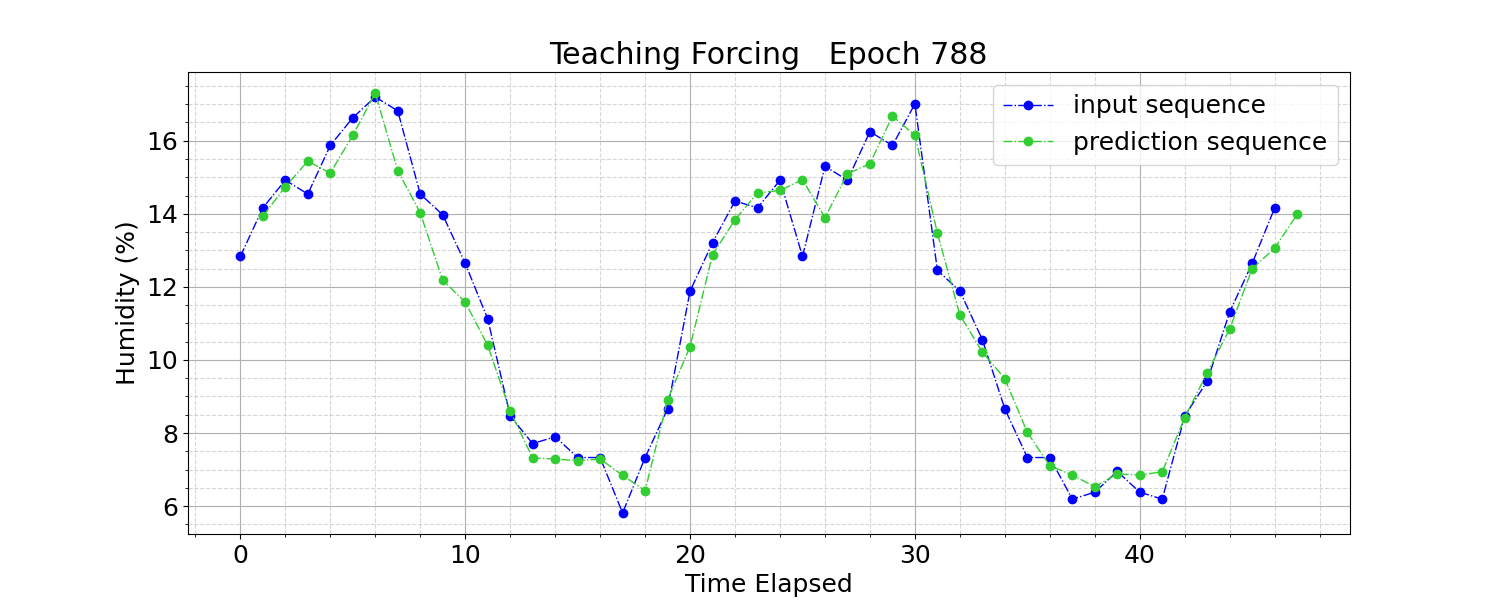 Teaching Forcing   Epoch 788
input sequence
prediction sequence
Humidity (%)
16
14
12
10
8
6
0 10 20 30 40
Time Elapsed